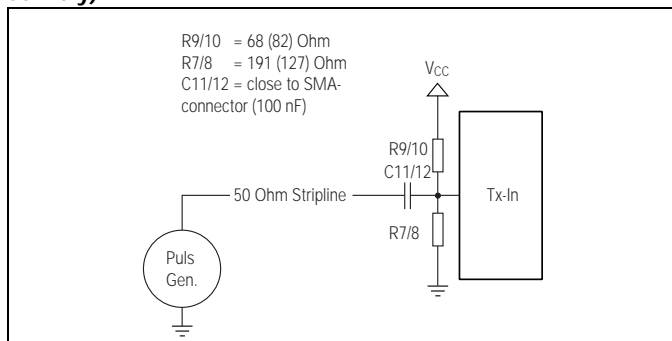 R9/10 = 68 (82) Ohm
R7/8 = 191 (127) Ohm
C11/12 = close to SMA-
connector (100 nF)
VCC
R9/10
C11/12
50 Ohm Stripline
Tx-In
R7/8
Puls
Gen.